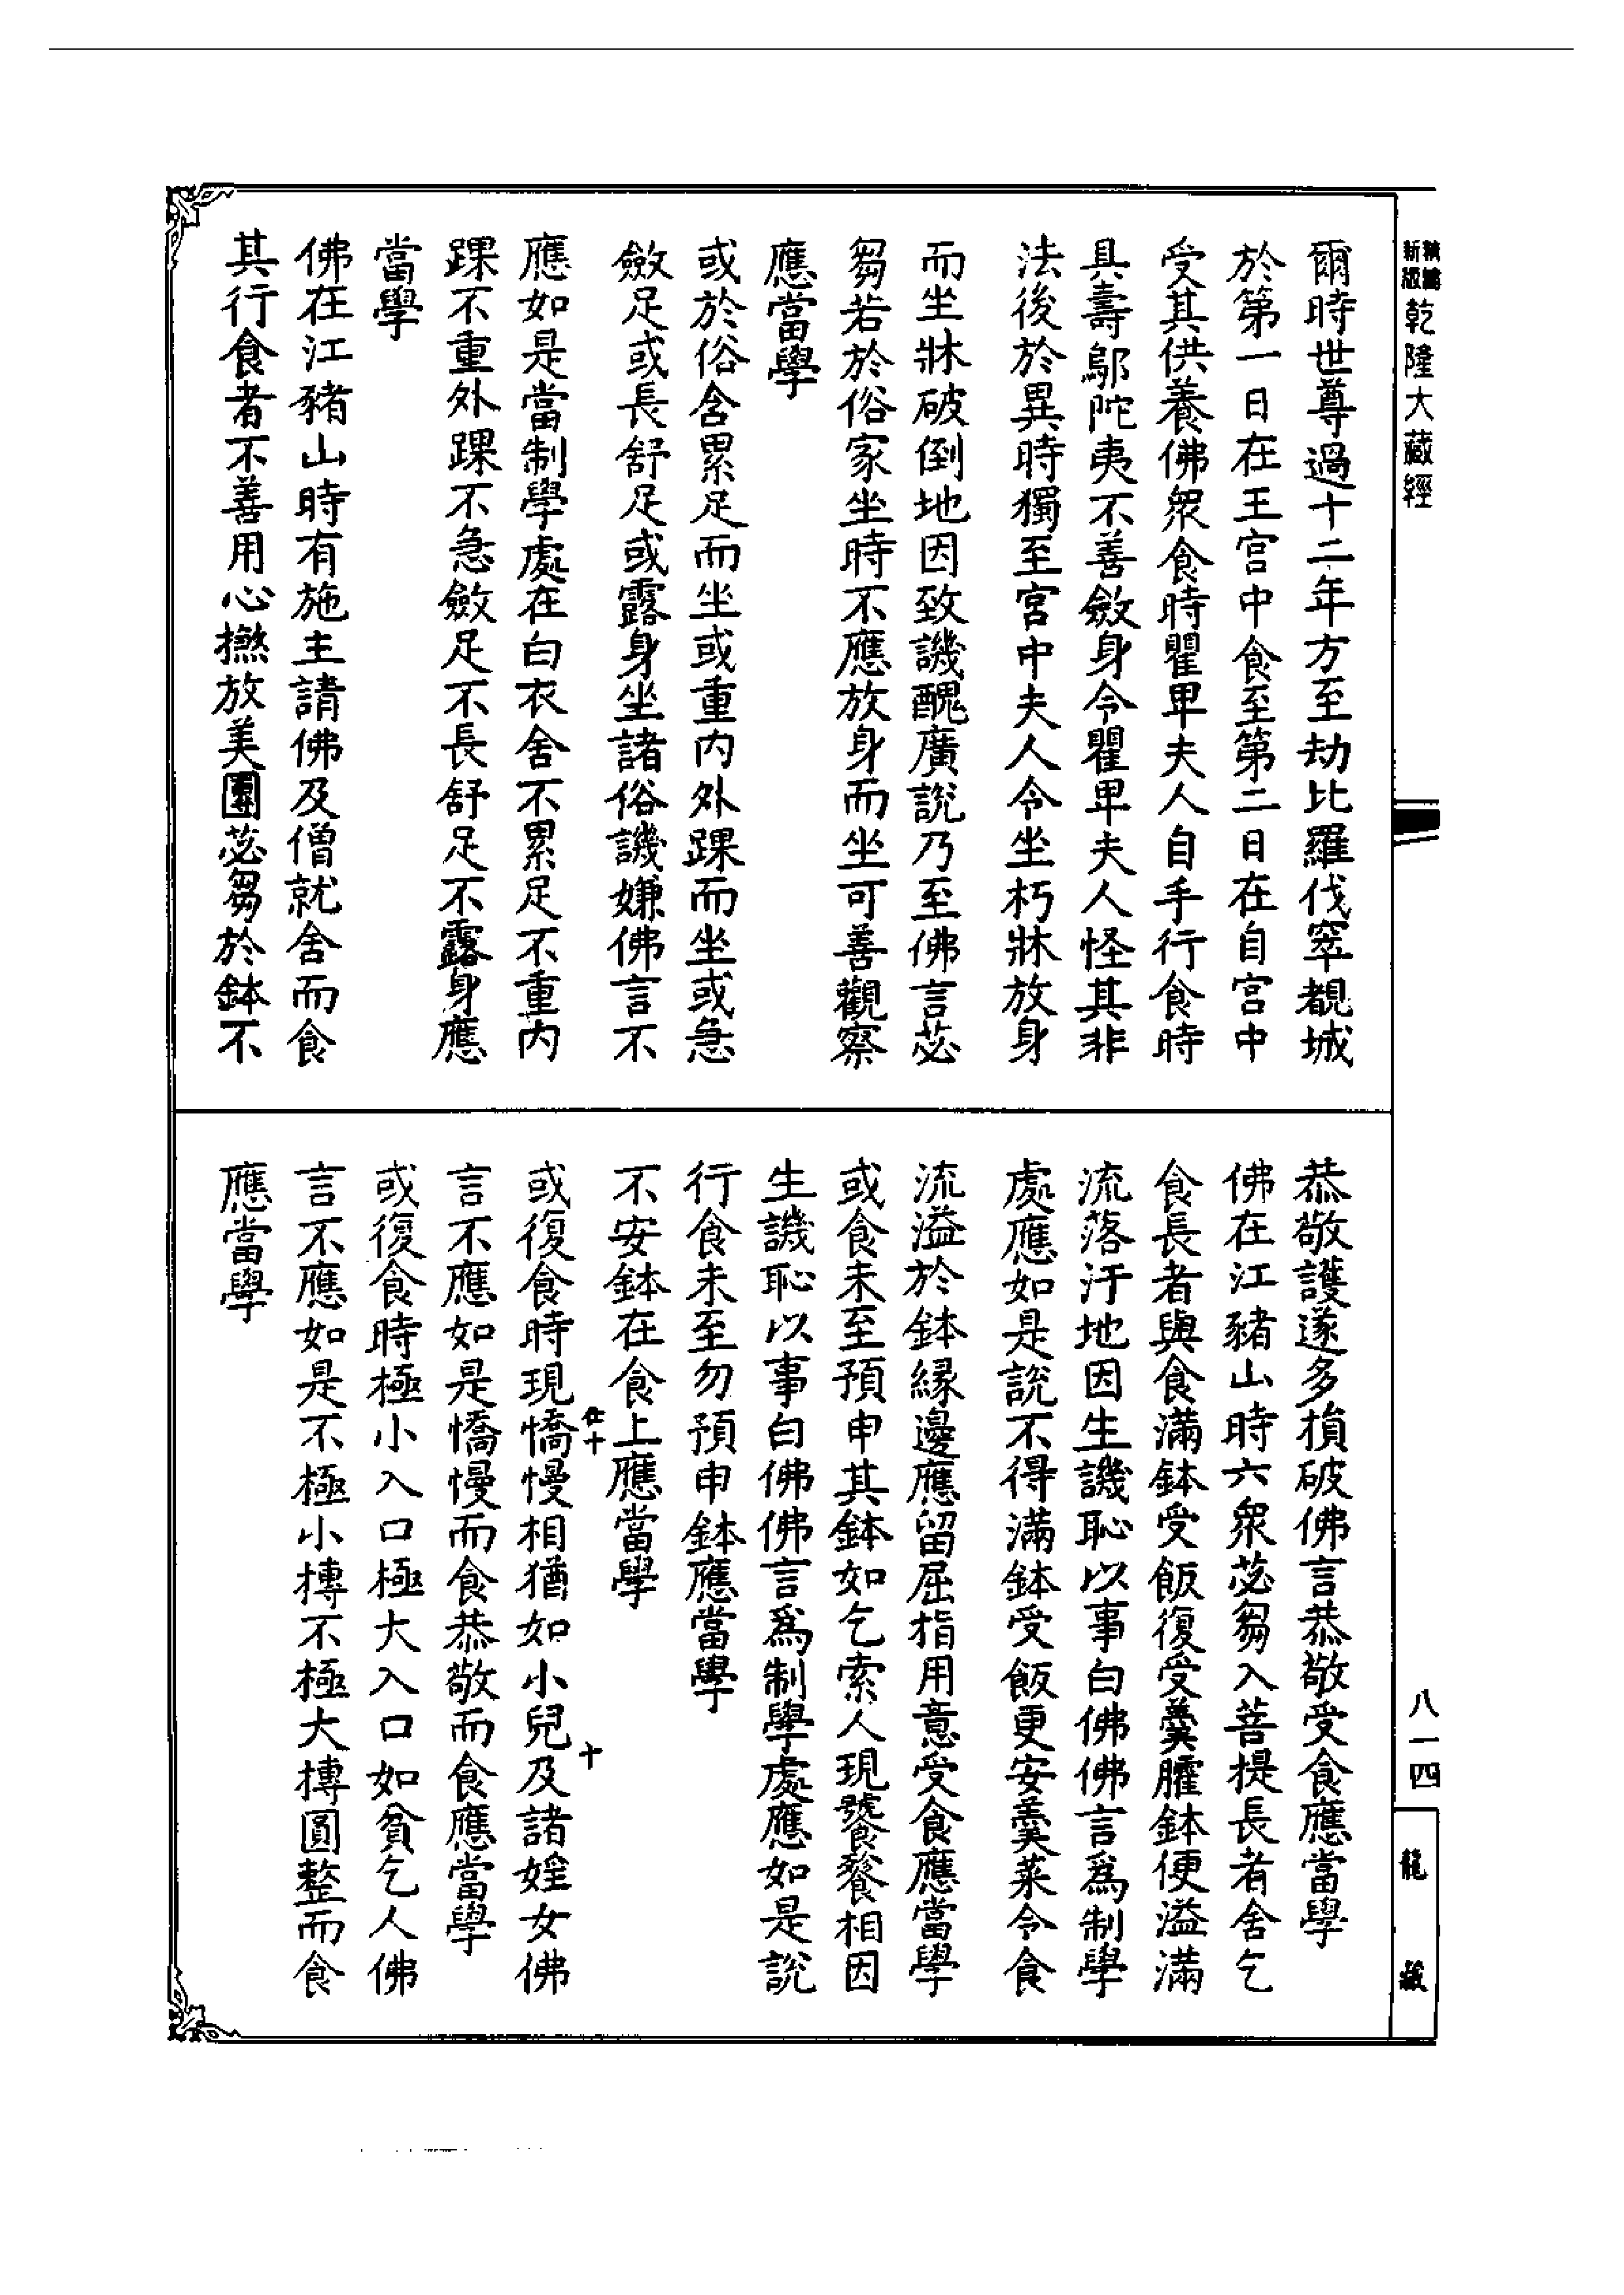 新編
新版
乾隆大藏經
爾時世尊過十二年方至劫比羅伐窣覩城
於第一日在王宮中食至第二日在自宮中
受其供養佛眾食時瞿卑夫人自手行食時
具壽鄔陀夷不善斂身令瞿卑夫人怪其非
法後於異時獨至宮中夫人令坐朽牀放身
而坐牀破倒地因致譏醜廣說乃至佛言苾
芻若於俗家坐時不應放身而坐可善觀察
應當學
或於俗舍累足而坐或重內外踝而坐或急
斂足或長舒足或露身坐諸俗譏嫌佛言不
應如是當制學處在白衣舍不累足不重內
踝不重外踝不急斂足不長舒足不露身應
當學
佛在江豬山時有施主請佛及僧就舍而食
其行食者不善用心撚放美團苾芻於鉢不
恭敬護遂多損破佛言恭敬受食應當學
佛在江豬山時六眾苾芻入菩提長者舍乞
食長者與食滿鉢受飯復受羹臛鉢便溢滿
流落汙地因生譏恥以事白佛佛言為制學
處應如是說不得滿鉢受飯更安羹菜令食
流溢於鉢緣邊應留屈指用意受食應當學
或食未至預申其鉢如乞索人現饕餮相因
生譏恥以事白佛佛言為制學處應如是說
行食未至勿預申鉢應當學
不安鉢在食上應當學
或復食時現憍慢相猶如小兒及諸婬女佛
言不應如是憍慢而食恭敬而食應當學
或復食時極小入口極大入口如貧乞人佛
言不應如是不極小摶不極大摶圓整而食
應當學
八一四
龍藏